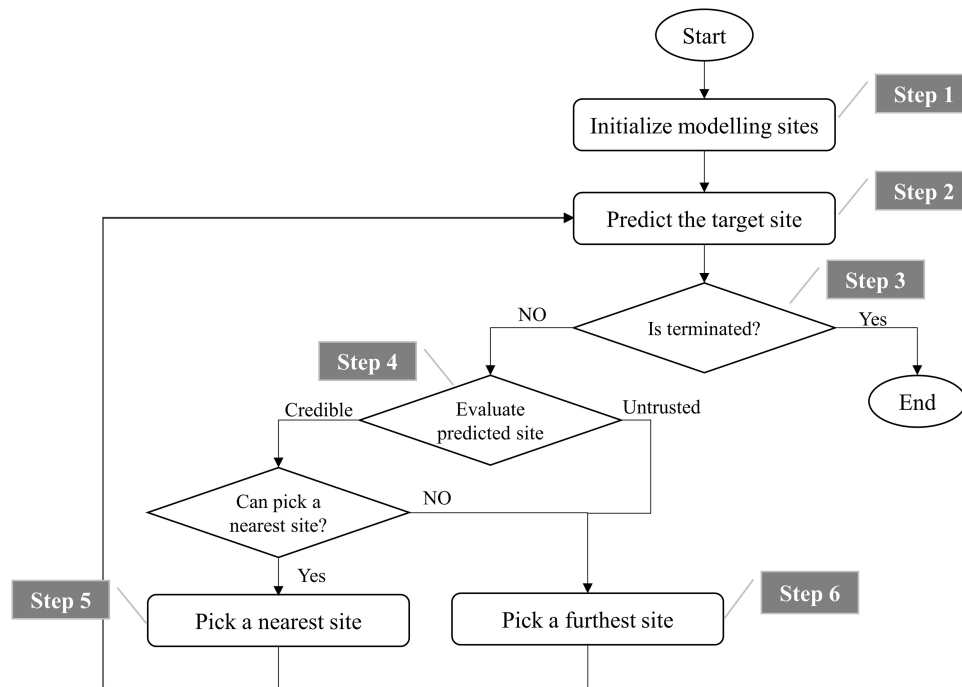 Start
Step 1
Initialize modelling sites
Step 2
Predict the target site
Step 3
NO
Is terminated?
Yes
Step 4
End
Credible
Evaluate
predicted site
Untrusted
Can pick a
nearest site?
NO
Yes
Step 5
Pick a nearest site
Step 6
Pick a furthest site